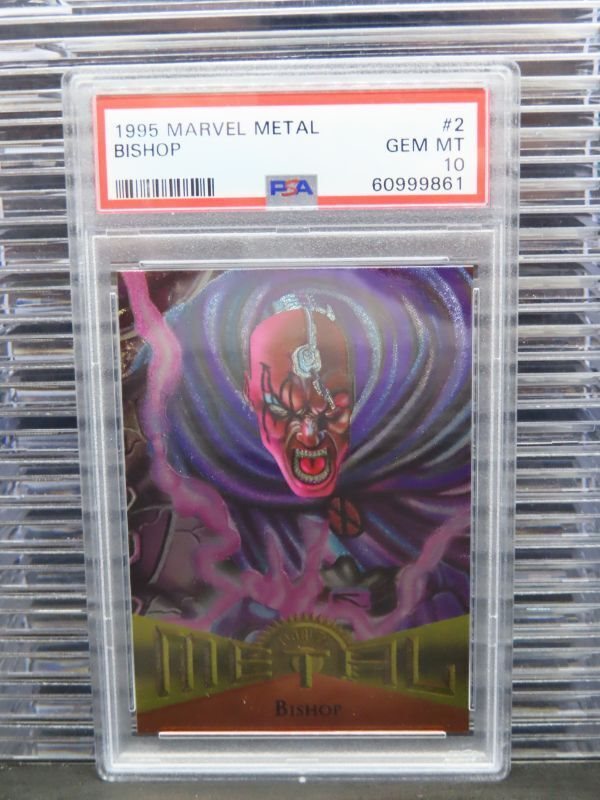 1995 MARVEL METAL #2
BISHOP GEM MT
10
PSA 60999861
METAL
BISHOP